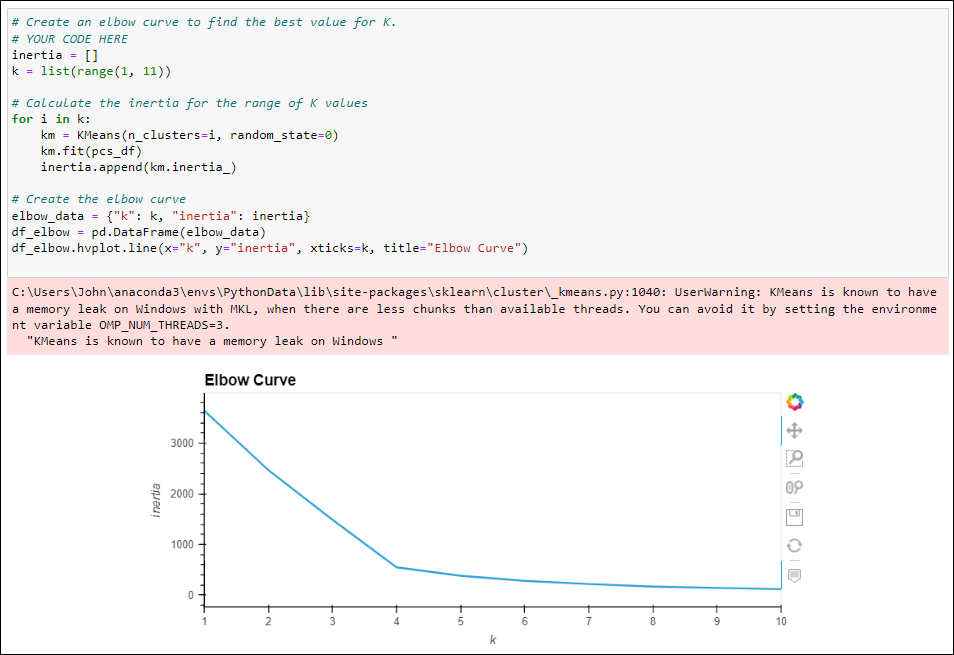 # Create an elbow curve to find the best value for K.
# YOUR CODE HERE
inertia = []
k = list(range(1, 11))
# Calculate the inertia for the range of K values
for i in k:
    km = KMeans(n_clusters=i, random_state=0)
    km.fit(pcs_df)
    inertia.append(km.inertia_)
# Create the elbow curve
elbow_data = {"k": k, "inertia": inertia}
df_elbow = pd.DataFrame(elbow_data)
df_elbow.hvplot.line(x="k", y="inertia", xticks=k, title="Elbow Curve")
C:\Users\John\anaconda3\envs\PythonData\lib\site-packages\sklearn\cluster\_kmeans.py:1040: UserWarning: KMeans is known to have
a memory leak on Windows with MKL, when there are less chunks than available threads. You can avoid it by setting the environme
nt variable OMP_NUM_THREADS=3.
  "KMeans is known to have a memory leak on Windows "
Elbow Curve
3000
2000
1000
0
inertia
1 2 3 4 5 6 7 8 9 10
k